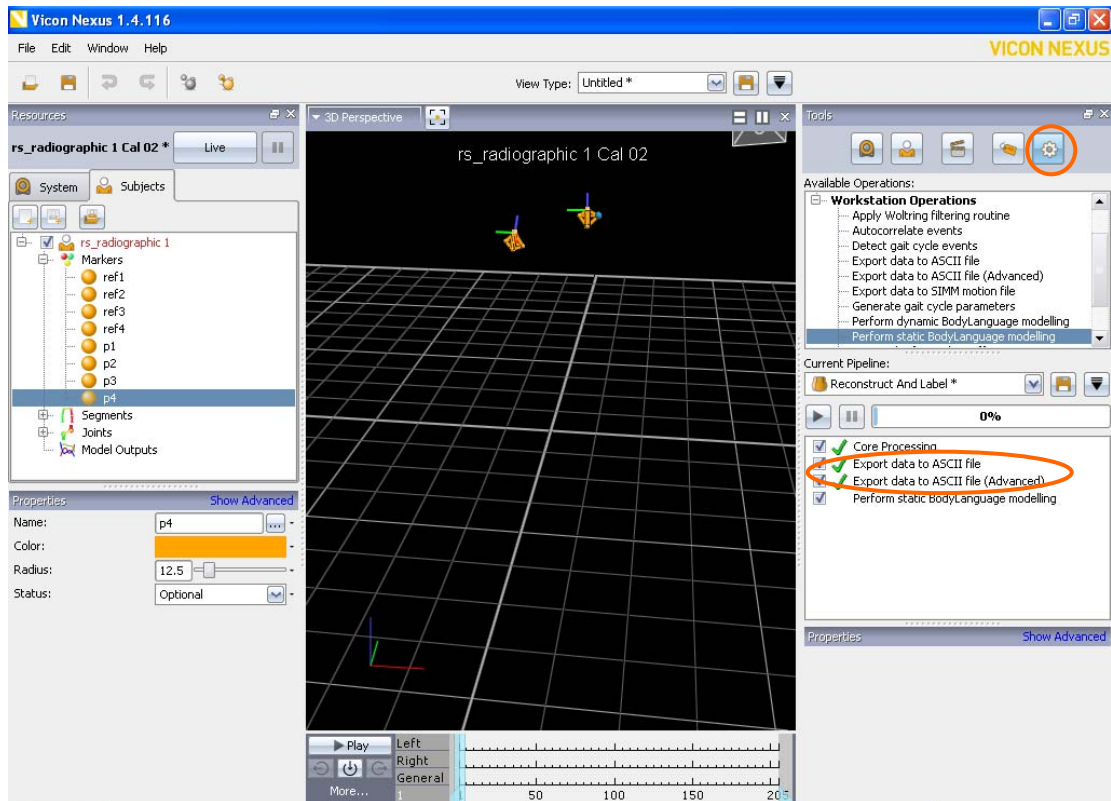 Vicon Nexus 1.4.116
File Edit Window Help
VICON NEXUS
View Type: Untitled *
Resources
rs_radiographic 1 Cal 02 * Live
System Subjects
rs_radiographic 1
Markers
ref1
ref2
ref3
ref4
p1
p2
p3
p4
Segments
Joints
Model Outputs
Properties Show Advanced
Name: p4 ...
Color:
Radius: 12.5
Status: Optional
3D Perspective
rs_radiographic 1 Cal 02
Play
More...
Left
Right
General
1 1 50 100 150 205
Tools
Available Operations:
Workstation Operations
Apply Woltring filtering routine
Autocorrelate events
Detect gait cycle events
Export data to ASCII file
Export data to ASCII file (Advanced)
Export data to SIMM motion file
Generate gait cycle parameters
Perform dynamic BodyLanguage modelling
Perform static BodyLanguage modelling
Current Pipeline:
Reconstruct And Label *
0%
Core Processing
Export data to ASCII file
Export data to ASCII file (Advanced)
Perform static BodyLanguage modelling
Properties Show Advanced